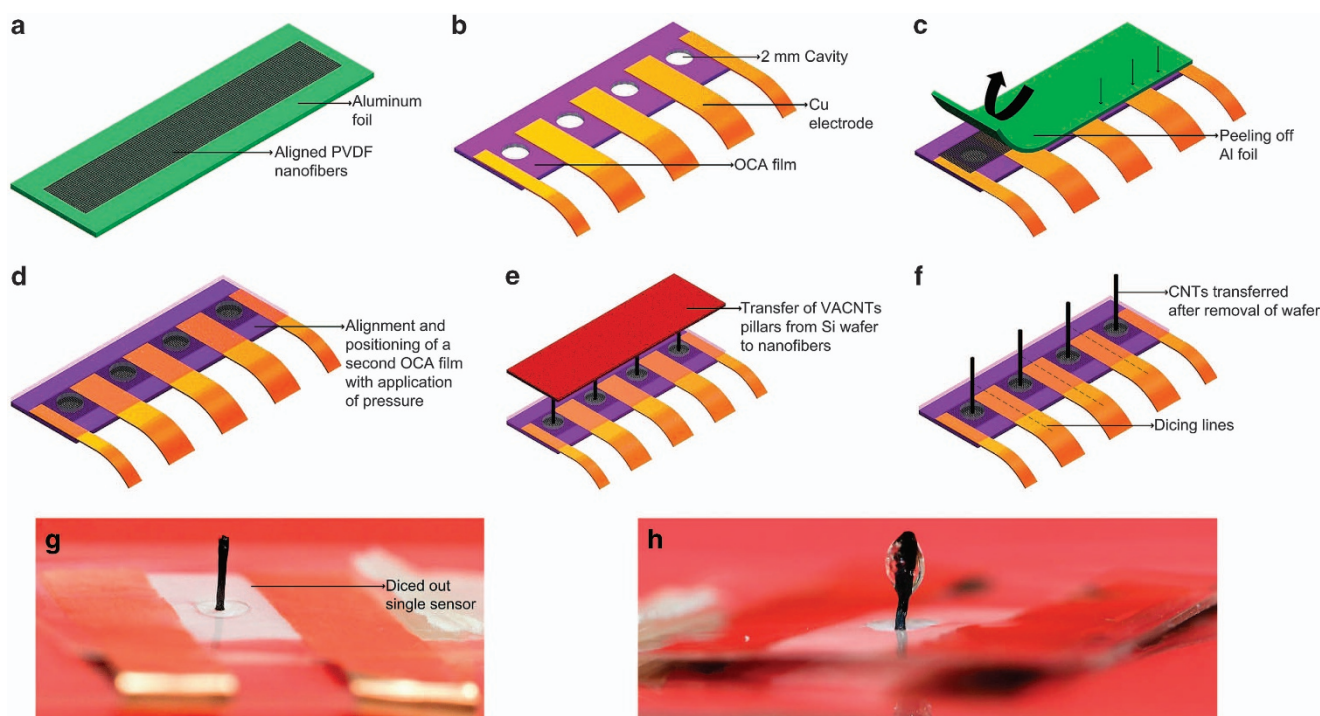 a
Aluminum
foil
Aligned PVDF
nanofibers
b
2 mm Cavity
Cu
electrode
OCA film
c
Peeling off
Al foil
d
Alignment and
positioning of a
second OCA film
with application
of pressure
e
Transfer of VACNTs
pillars from Si wafer
to nanofibers
f
CNTs transferred
after removal of wafer
Dicing lines
g
Diced out
single sensor
h